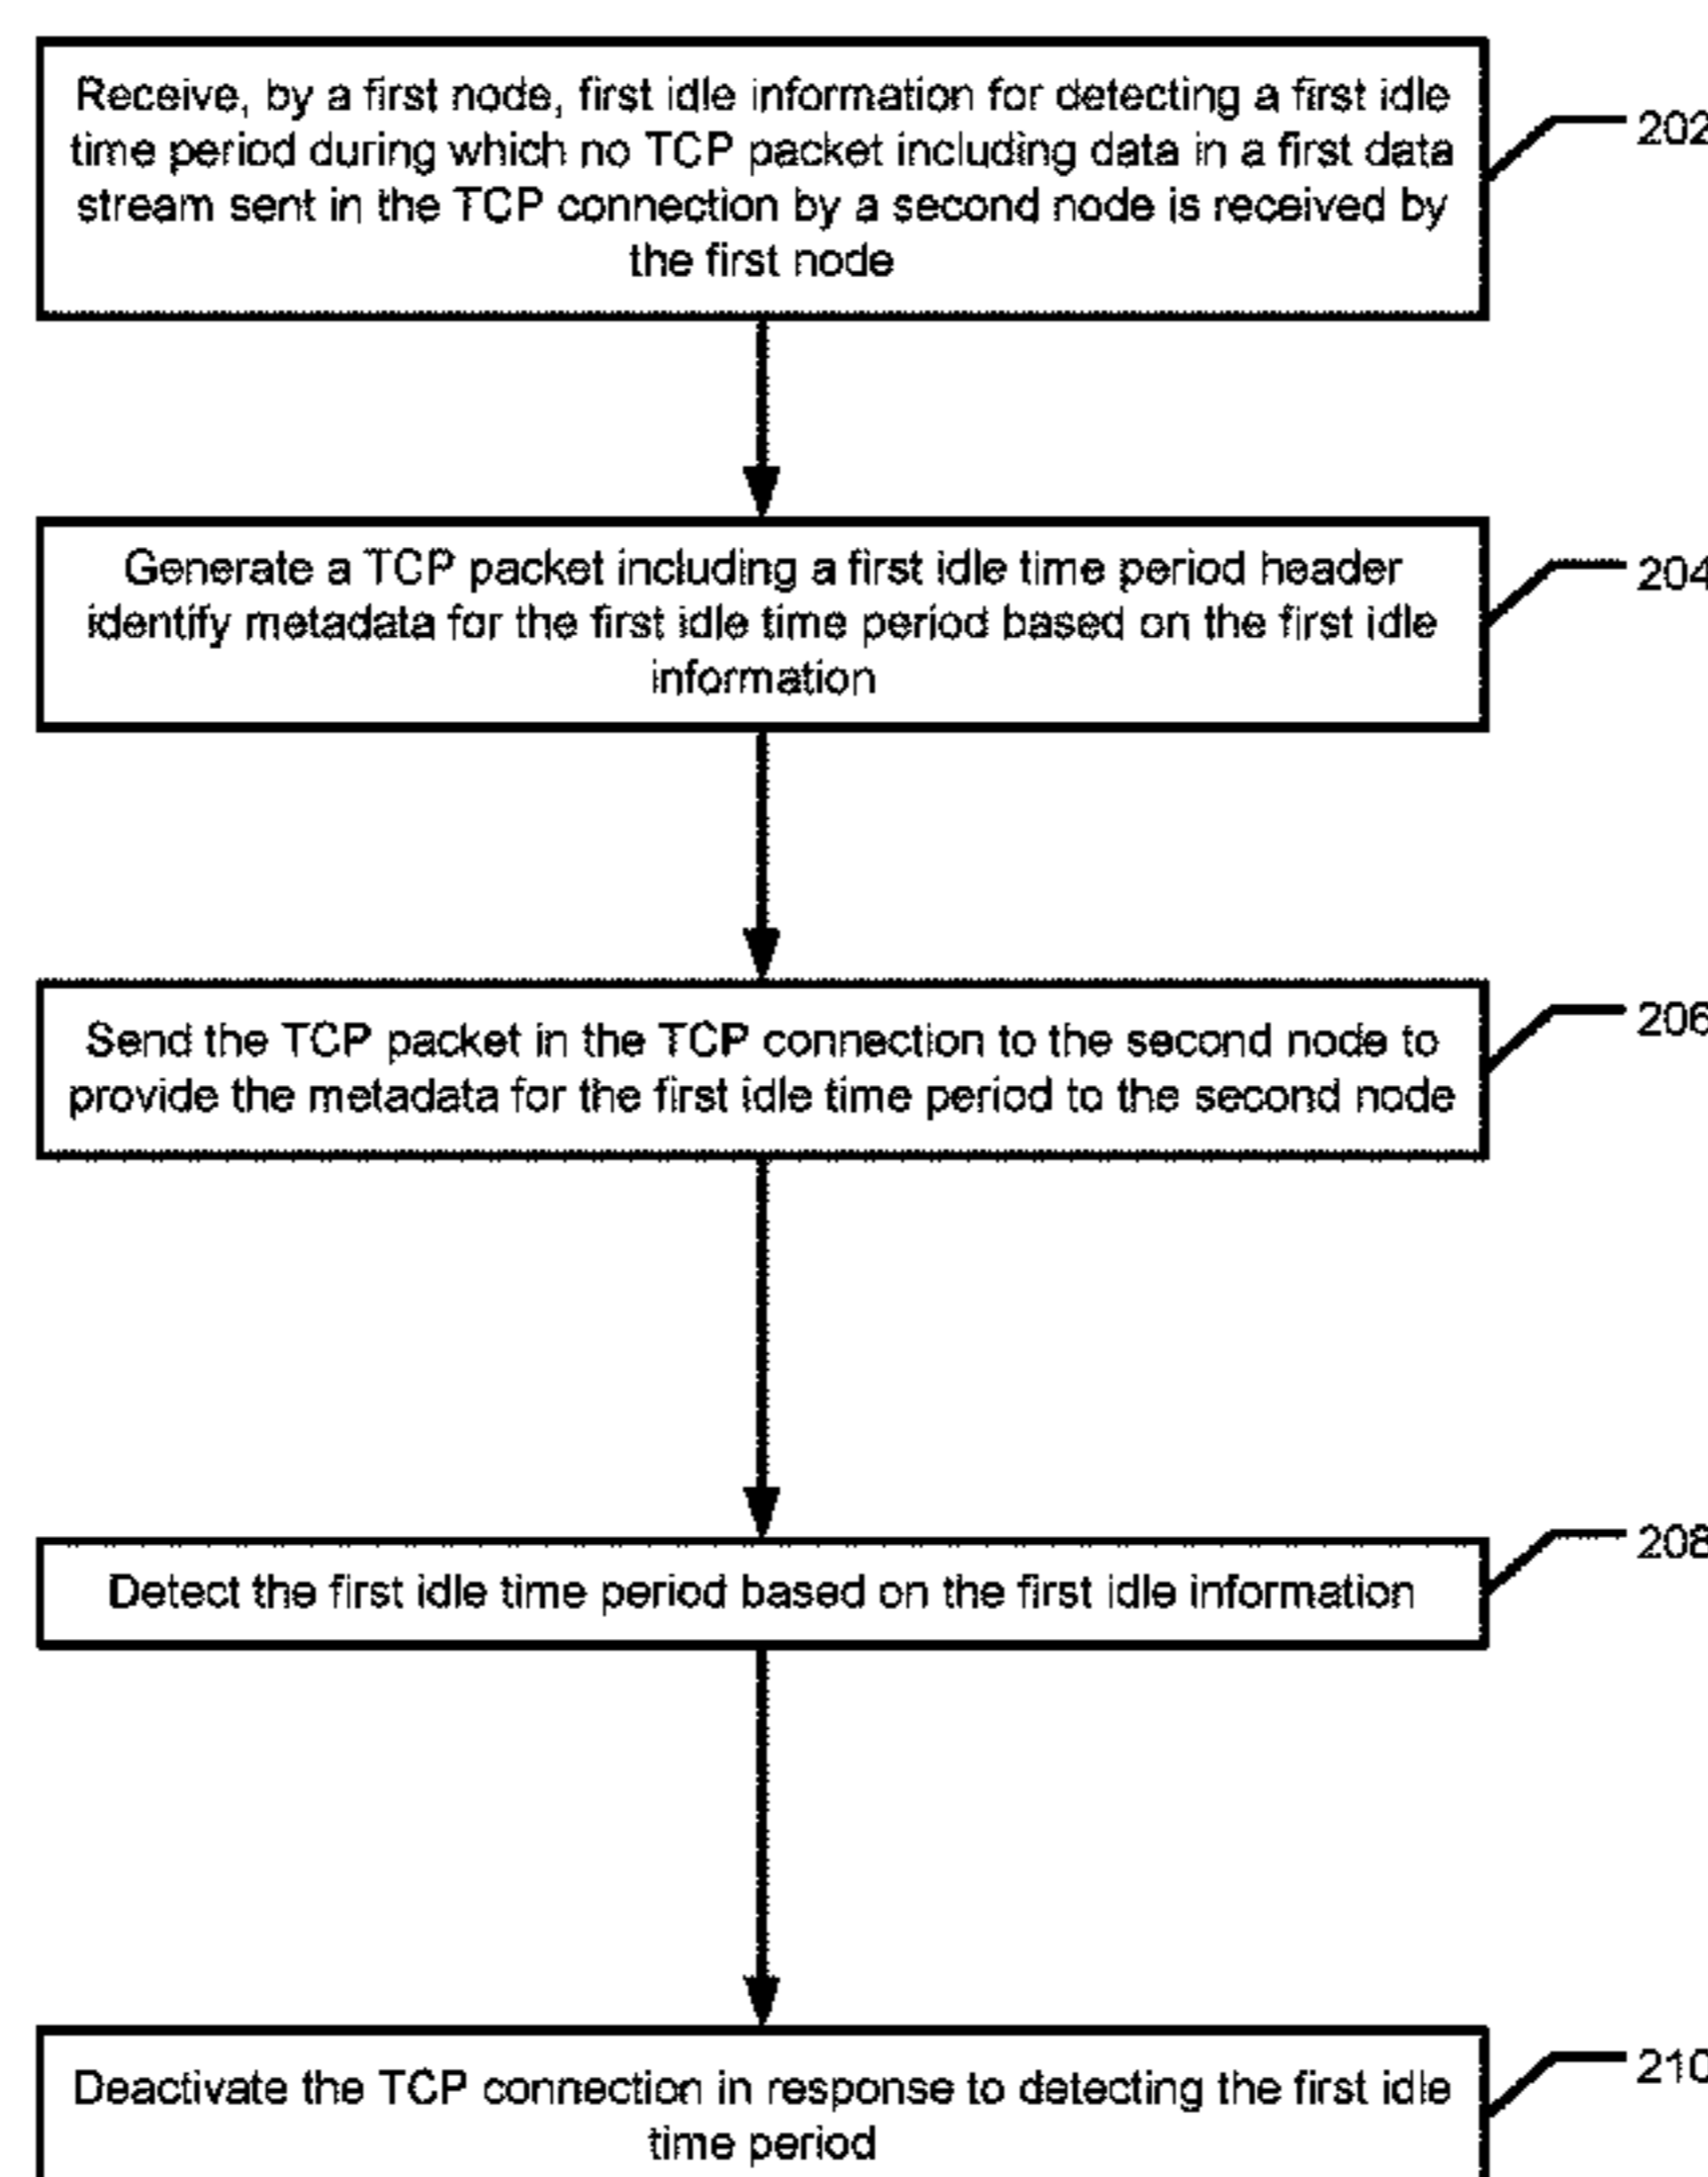 Receive, by a first node, first idle information for detecting a first idle
time period during which no TCP packet including data in a first data
stream sent in the TCP connection by a second node is received by
the first node
202
Generate a TCP packet including a first idle time period header
identify metadata for the first idle time period based on the first idle
information
204
Send the TCP packet in the TCP connection to the second node to
provide the metadata for the first idle time period to the second node
206
Detect the first idle time period based on the first idle information
208
Deactivate the TCP connection in response to detecting the first idle
time period
210